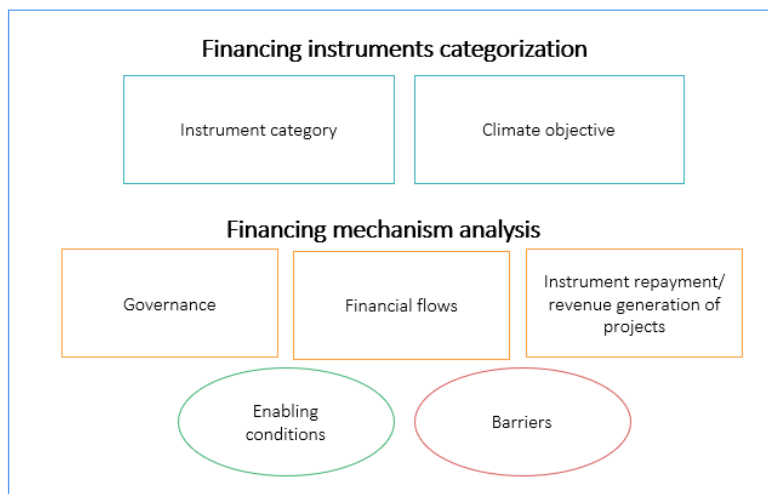 Financing instruments categorization
Instrument category
Climate objective
Financing mechanism analysis
Governance
Financial flows
Instrument repayment/
revenue generation of
projects
Enabling
conditions
Barriers